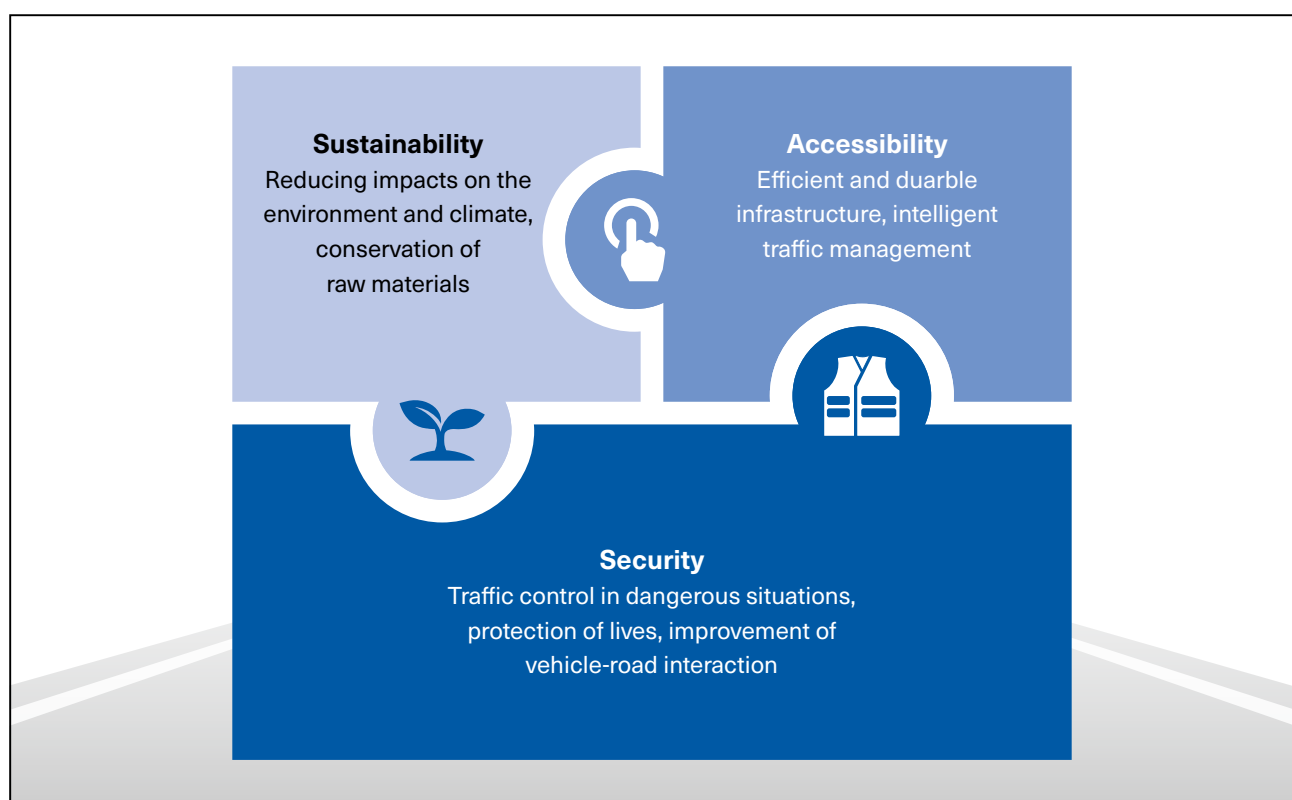 Sustainability
Reducing impacts on the
environment and climate,
conservation of
raw materials
Accessibility
Efficient and duarble
infrastructure, intelligent
traffic management
Security
Traffic control in dangerous situations,
protection of lives, improvement of
vehicle-road interaction